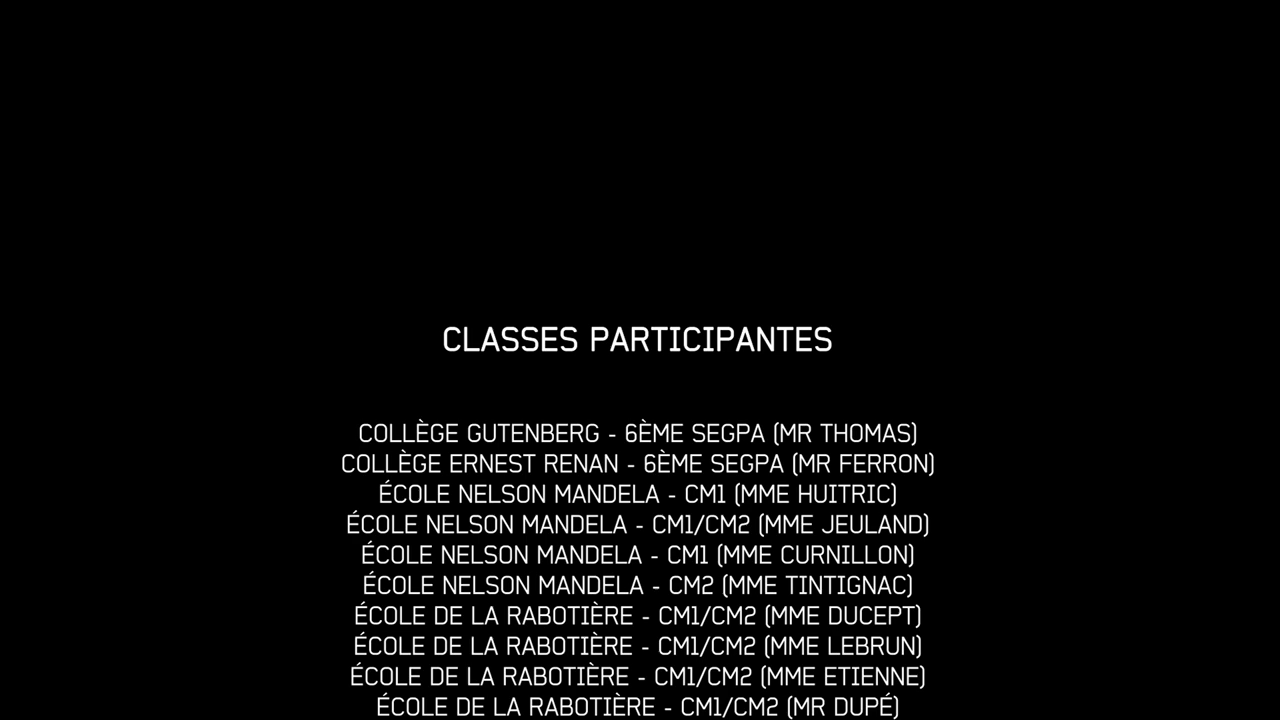 CLASSES PARTICIPANTES
COLLÈGE GUTENBERG - 6ÈME SEGPA (MR THOMAS)
COLLÈGE ERNEST RENAN - 6ÈME SEGPA (MR FERRON)
ÉCOLE NELSON MANDELA - CM1 (MME HUITRIC)
ÉCOLE NELSON MANDELA - CM1/CM2 (MME JEULAND)
ÉCOLE NELSON MANDELA - CM1 (MME CURNILLON)
ÉCOLE NELSON MANDELA - CM2 (MME TINTIGNAC)
ÉCOLE DE LA RABOTIÈRE - CM1/CM2 (MME DUCEPT)
ÉCOLE DE LA RABOTIÈRE - CM1/CM2 (MME LEBRUN)
ÉCOLE DE LA RABOTIÈRE - CM1/CM2 (MME ETIENNE)
ÉCOLE DE LA RABOTIÈRE - CM1/CM2 (MR DUPÉ)